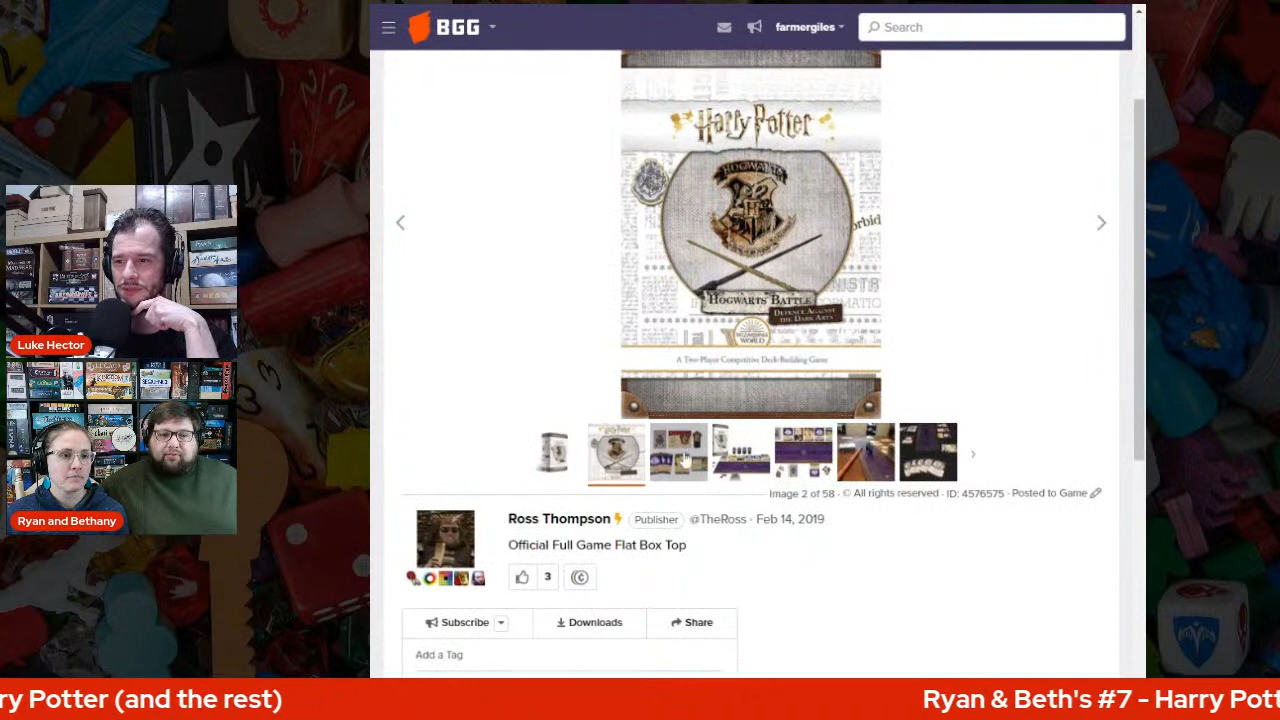 BGG
farmergiles
Search
Harry Potter
HOGWARTS
HOGWARTS BATTLE
DEFENCE AGAINST
THE DARK ARTS
WIZARDING
WORLD
A Two-Player Competitive Deck-Building Game
Image 2 of 58 · © All rights reserved · ID: 4576575 · Posted to Game
Ross Thompson
Publisher
@TheRoss · Feb 14, 2019
Official Full Game Flat Box Top
3
Subscribe
Downloads
Share
Add a Tag
Luke Hector
Ryan and Bethany
ry Potter (and the rest)
Ryan & Beth's #7 - Harry Pott